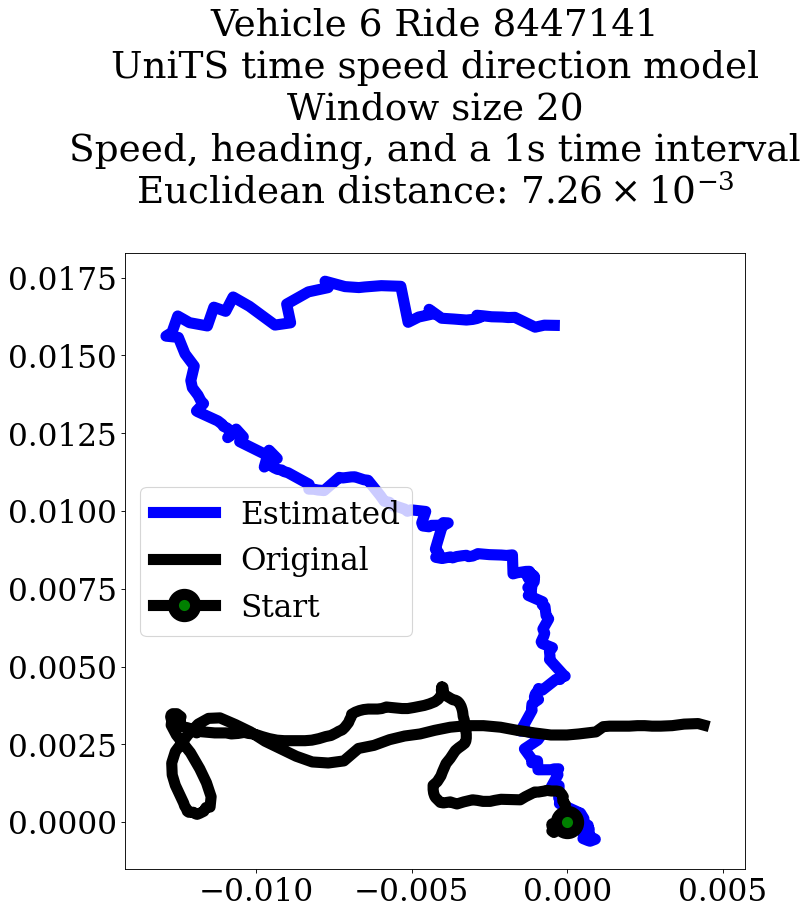 Vehicle 6 Ride 8447141
UniTS time speed direction model
Window size 20
Speed, heading, and a 1s time interval
Euclidean distance: 7.26 × 10⁻³
0.0175
0.0150
0.0125
0.0100
0.0075
0.0050
0.0025
0.0000
Estimated
Original
Start
−0.010 −0.005 0.000 0.005